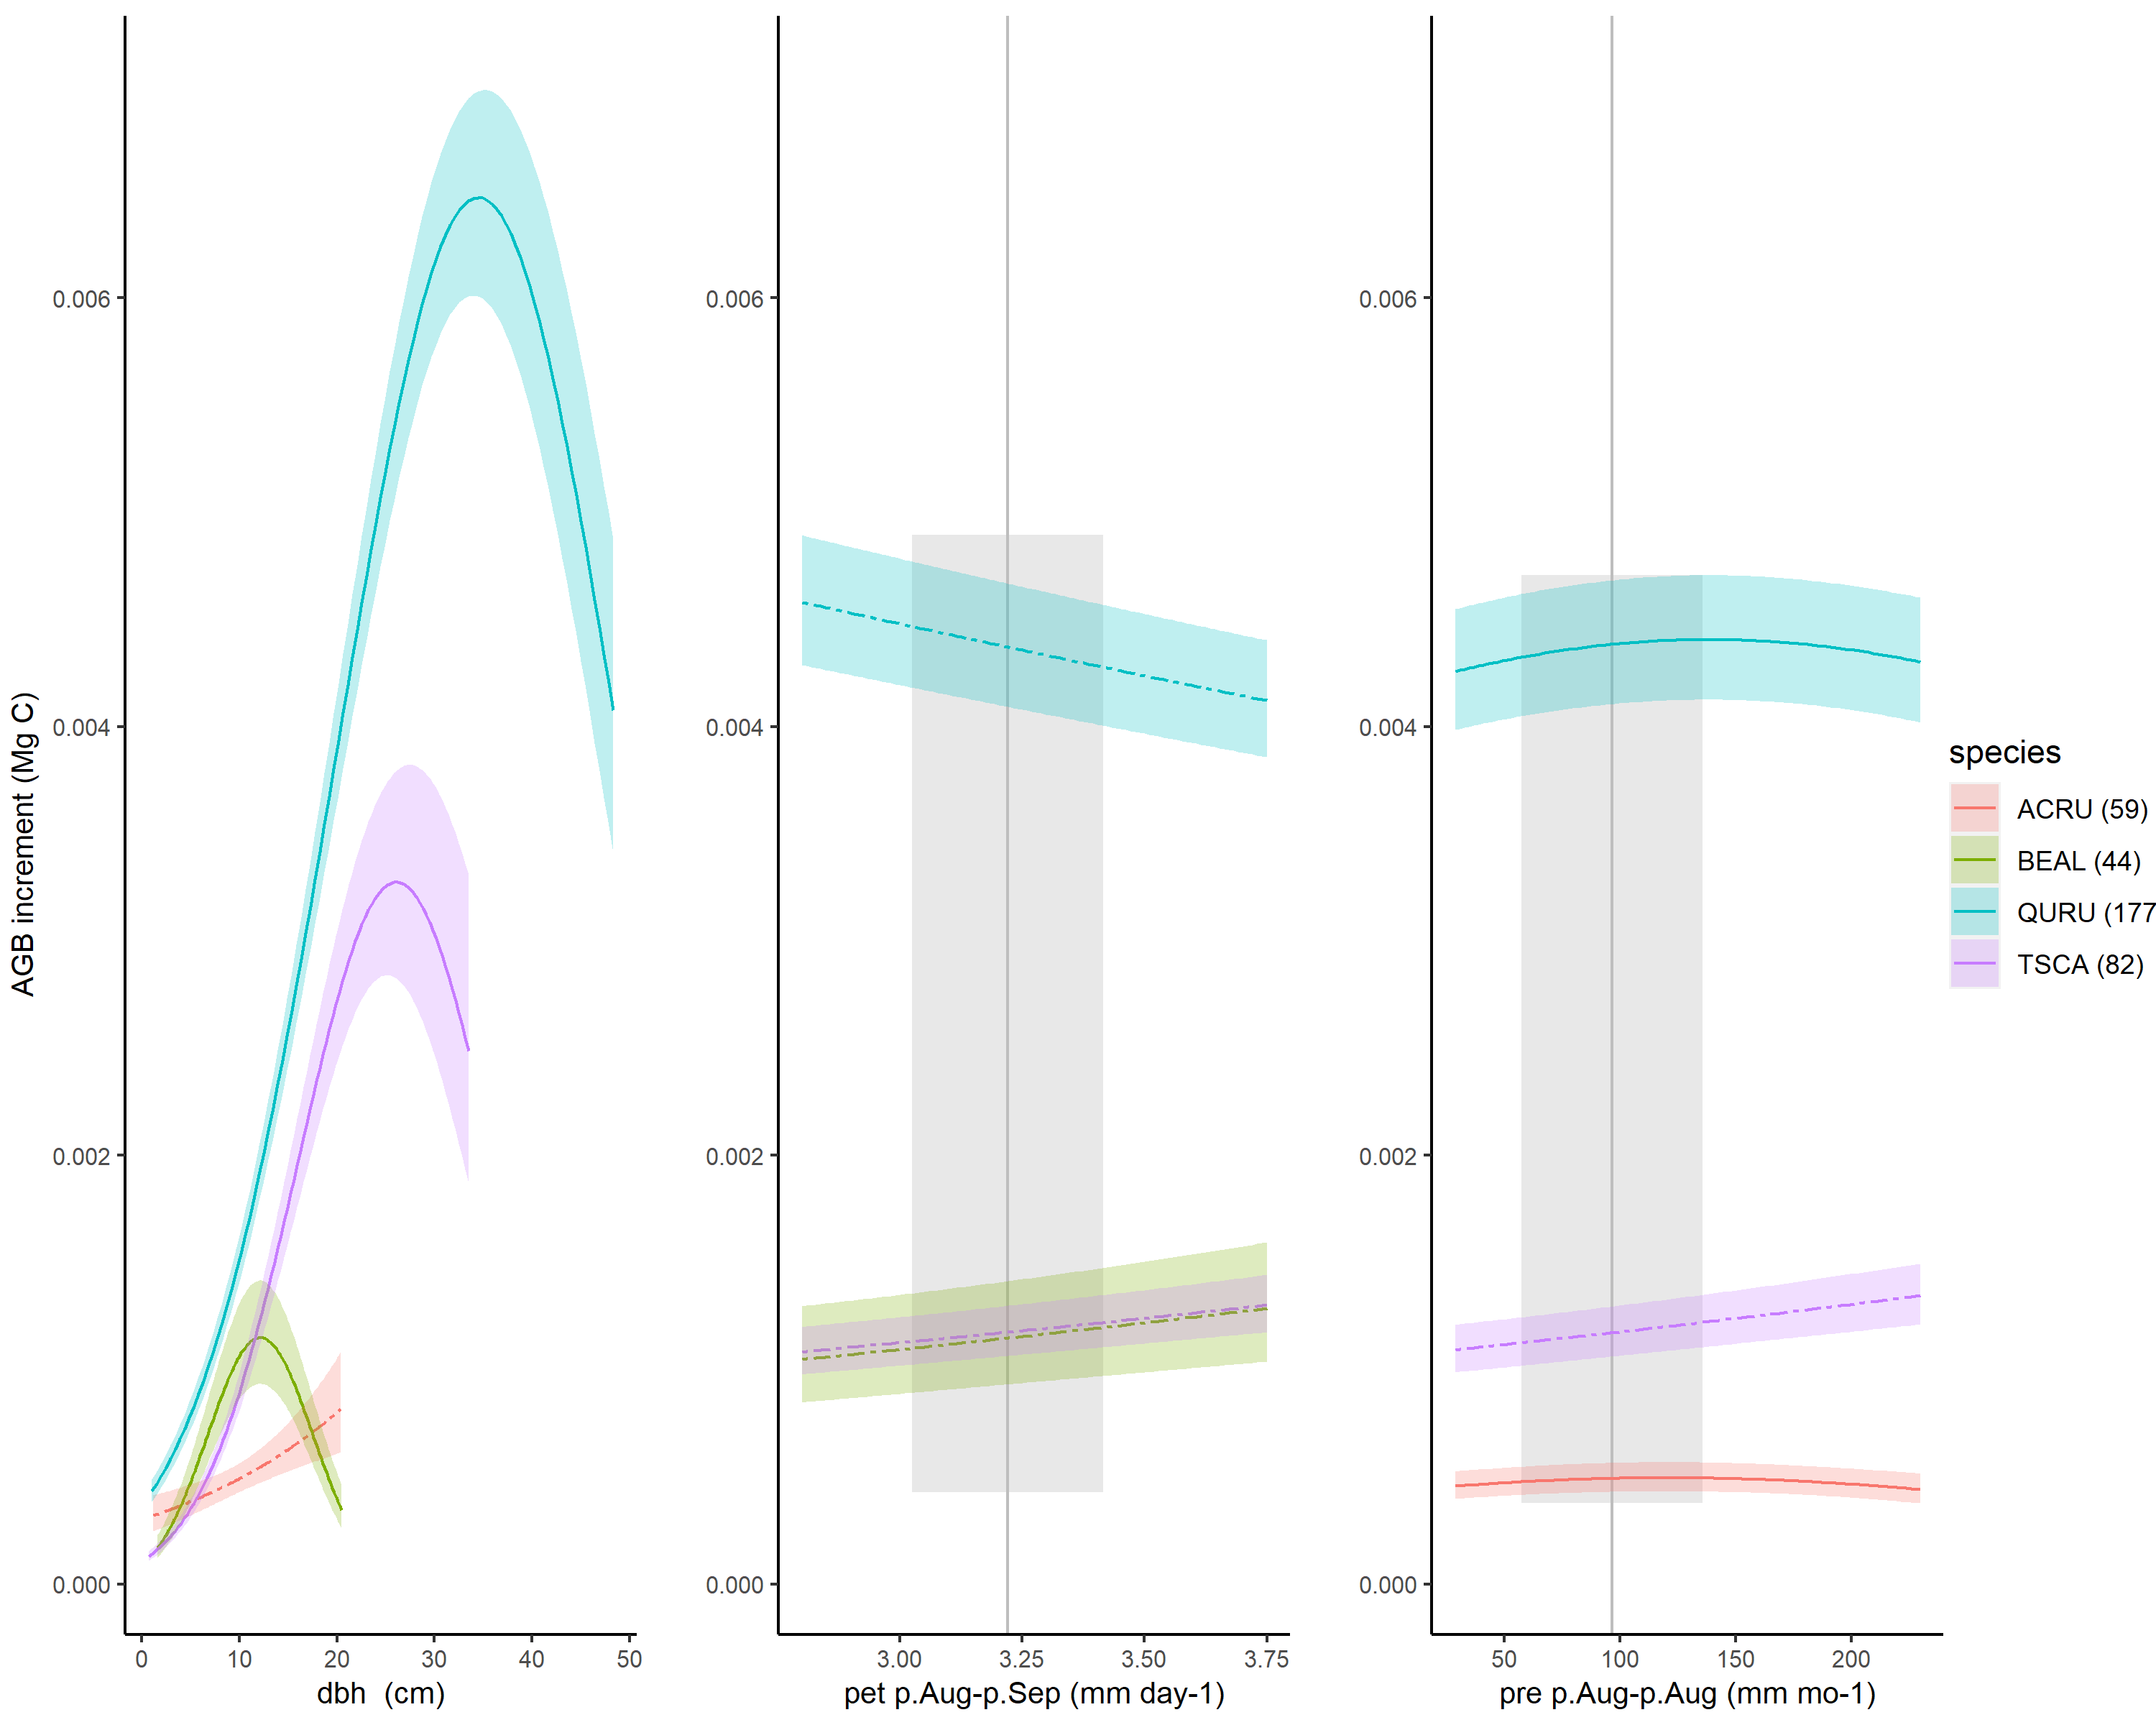 AGB increment (Mg C)
0.006
0.004
0.002
0.000
0 10 20 30 40 50
dbh (cm)
0.006
0.004
0.002
0.000
3.00 3.25 3.50 3.75
pet p.Aug-p.Sep (mm day-1)
0.006
0.004
0.002
0.000
50 100 150 200
pre p.Aug-p.Aug (mm mo-1)
species
ACRU (59)
BEAL (44)
QURU (177
TSCA (82)